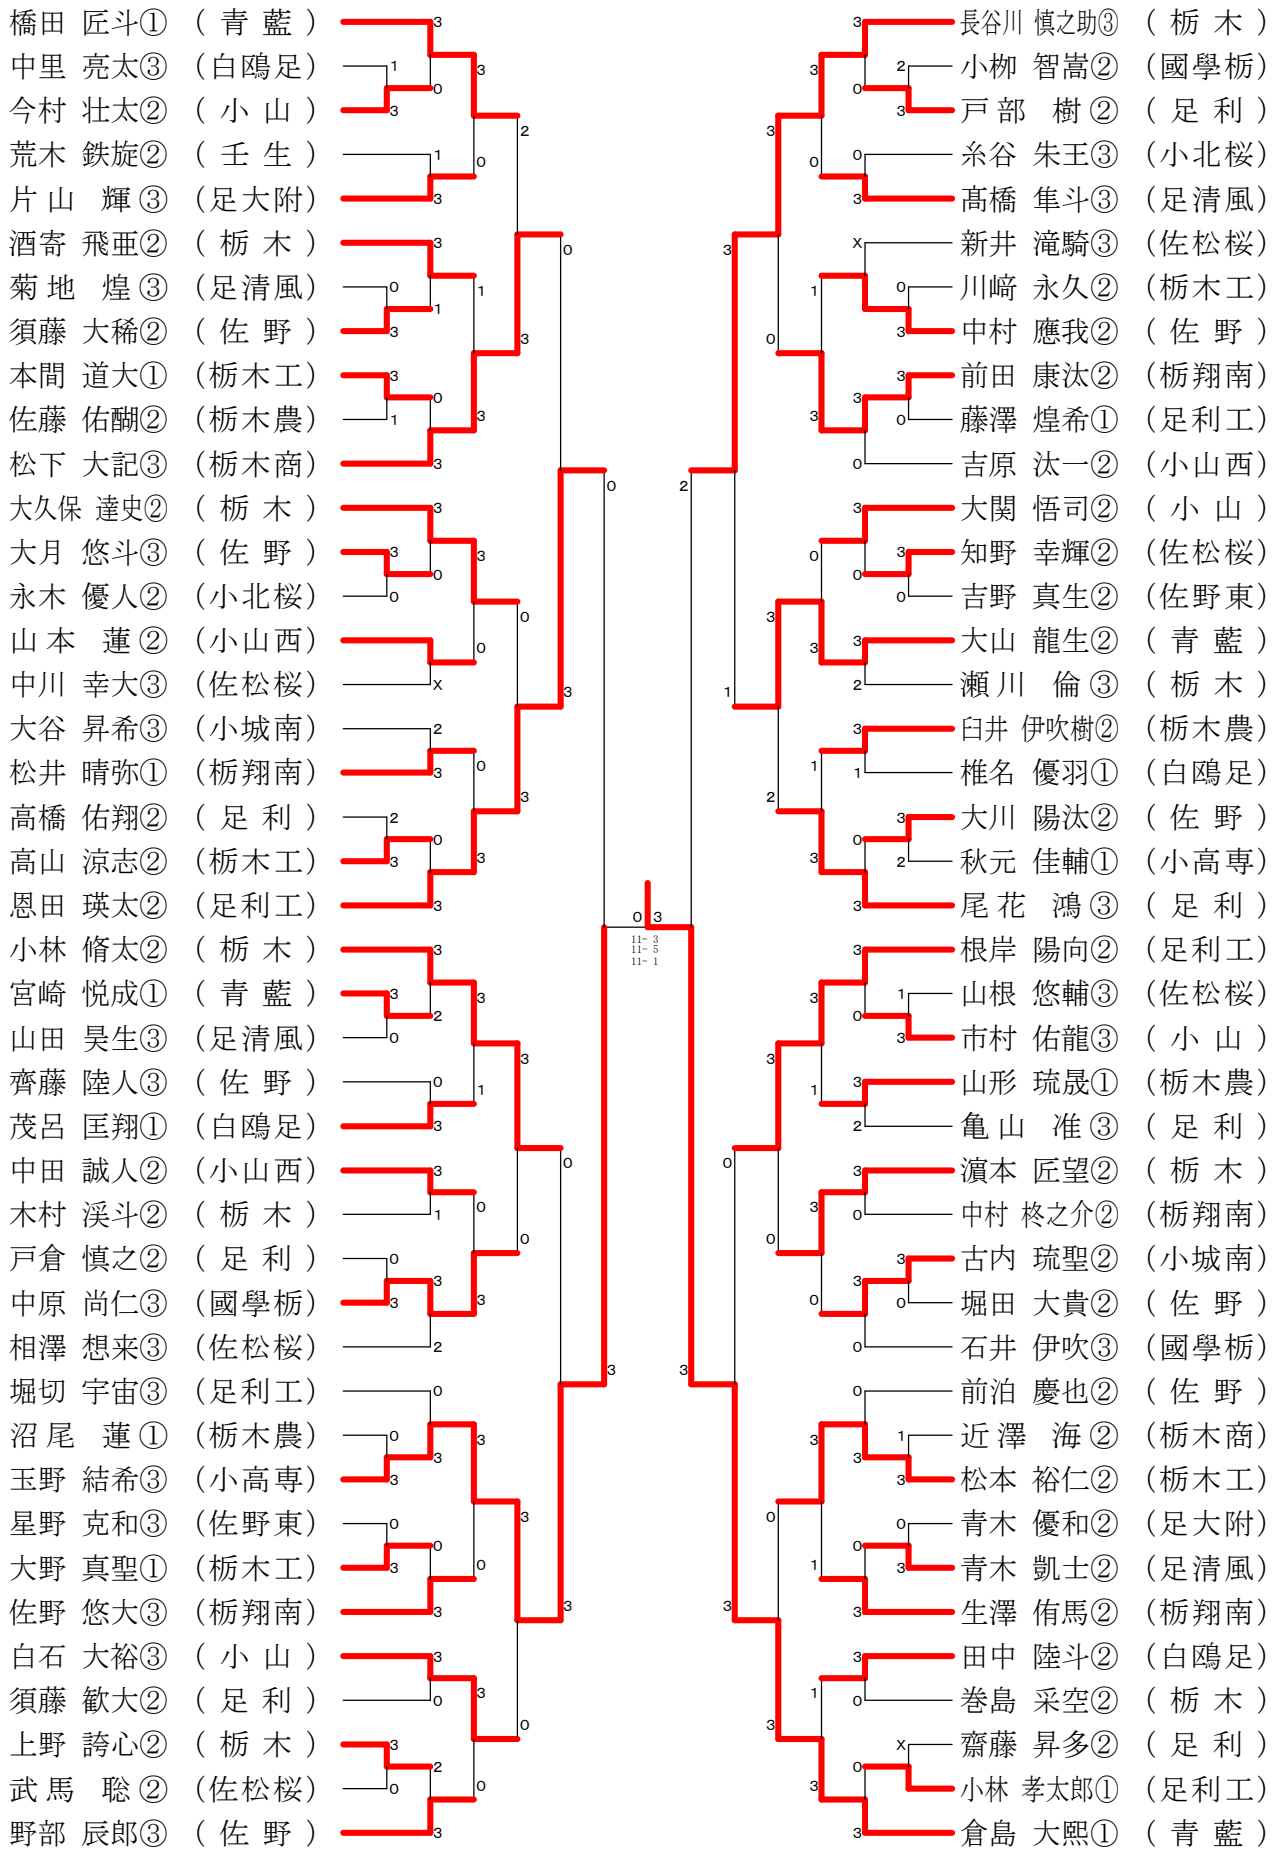 橋田 匠斗① (青 藍)
中里 亮太③ (白鴎足)
今村 壮太② (小 山)
荒木 鉄旋② (壬 生)
片山 輝③ (足大附)
酒寄 飛亜② (栃 木)
菊地 煌③ (足清風)
須藤 大稀② (佐 野)
本間 道大① (栃木工)
佐藤 佑醐② (栃木農)
松下 大記③ (栃木商)
大久保 達史② (栃 木)
大月 悠斗③ (佐 野)
永木 優人② (小北桜)
山本 蓮② (小山西)
中川 幸大③ (佐松桜)
大谷 昇希③ (小城南)
松井 晴弥① (栃翔南)
高橋 佑翔② (足 利)
高山 涼志② (栃木工)
恩田 瑛太② (足利工)
小林 脩太② (栃 木)
宮崎 悦成① (青 藍)
山田 昊生③ (足清風)
齊藤 陸人③ (佐 野)
茂呂 匡翔① (白鴎足)
中田 誠人② (小山西)
木村 渓斗② (栃 木)
戸倉 慎之② (足 利)
中原 尚仁③ (國學栃)
相澤 想来③ (佐松桜)
堀切 宇宙③ (足利工)
沼尾 蓮① (栃木農)
玉野 結希③ (小高専)
星野 克和③ (佐野東)
大野 真聖① (栃木工)
佐野 悠大③ (栃翔南)
白石 大裕③ (小 山)
須藤 歓大② (足 利)
上野 誇心② (栃 木)
武馬 聡② (佐松桜)
野部 辰郎③ (佐 野)
0 3
11- 3
11- 5
11- 1
長谷川 慎之助③ (栃 木)
小栁 智嵩② (國學栃)
戸部 樹② (足 利)
糸谷 朱王③ (小北桜)
髙橋 隼斗③ (足清風)
新井 滝騎③ (佐松桜)
川﨑 永久② (栃木工)
中村 應我② (佐 野)
前田 康汰② (栃翔南)
藤澤 煌希① (足利工)
吉原 汰一② (小山西)
大関 悟司② (小 山)
知野 幸輝② (佐松桜)
吉野 真生② (佐野東)
大山 龍生② (青 藍)
瀬川 倫③ (栃 木)
臼井 伊吹樹② (栃木農)
椎名 優羽① (白鴎足)
大川 陽汰② (佐 野)
秋元 佳輔① (小高専)
尾花 鴻③ (足 利)
根岸 陽向② (足利工)
山根 悠輔③ (佐松桜)
市村 佑龍③ (小 山)
山形 琉晟① (栃木農)
亀山 准③ (足 利)
濵本 匠望② (栃 木)
中村 柊之介② (栃翔南)
古内 琉聖② (小城南)
堀田 大貴② (佐 野)
石井 伊吹③ (國學栃)
前泊 慶也② (佐 野)
近澤 海② (栃木商)
松本 裕仁② (栃木工)
青木 優和② (足大附)
青木 凱士② (足清風)
生澤 侑馬② (栃翔南)
田中 陸斗② (白鴎足)
巻島 采空② (栃 木)
齋藤 昇多② (足 利)
小林 孝太郎① (足利工)
倉島 大熙① (青 藍)